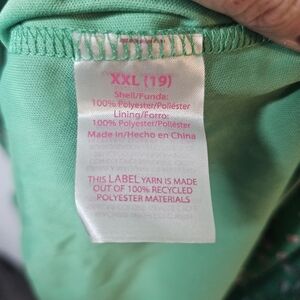 XXL (19)
Shell/Funda:
100% Polyester/Poliéster
Lining/Forro:
100% Polyester/Poliéster
Made in/Hecho en China
THIS LABEL YARN IS MADE
OUT OF 100% RECYCLED
POLYESTER MATERIALS